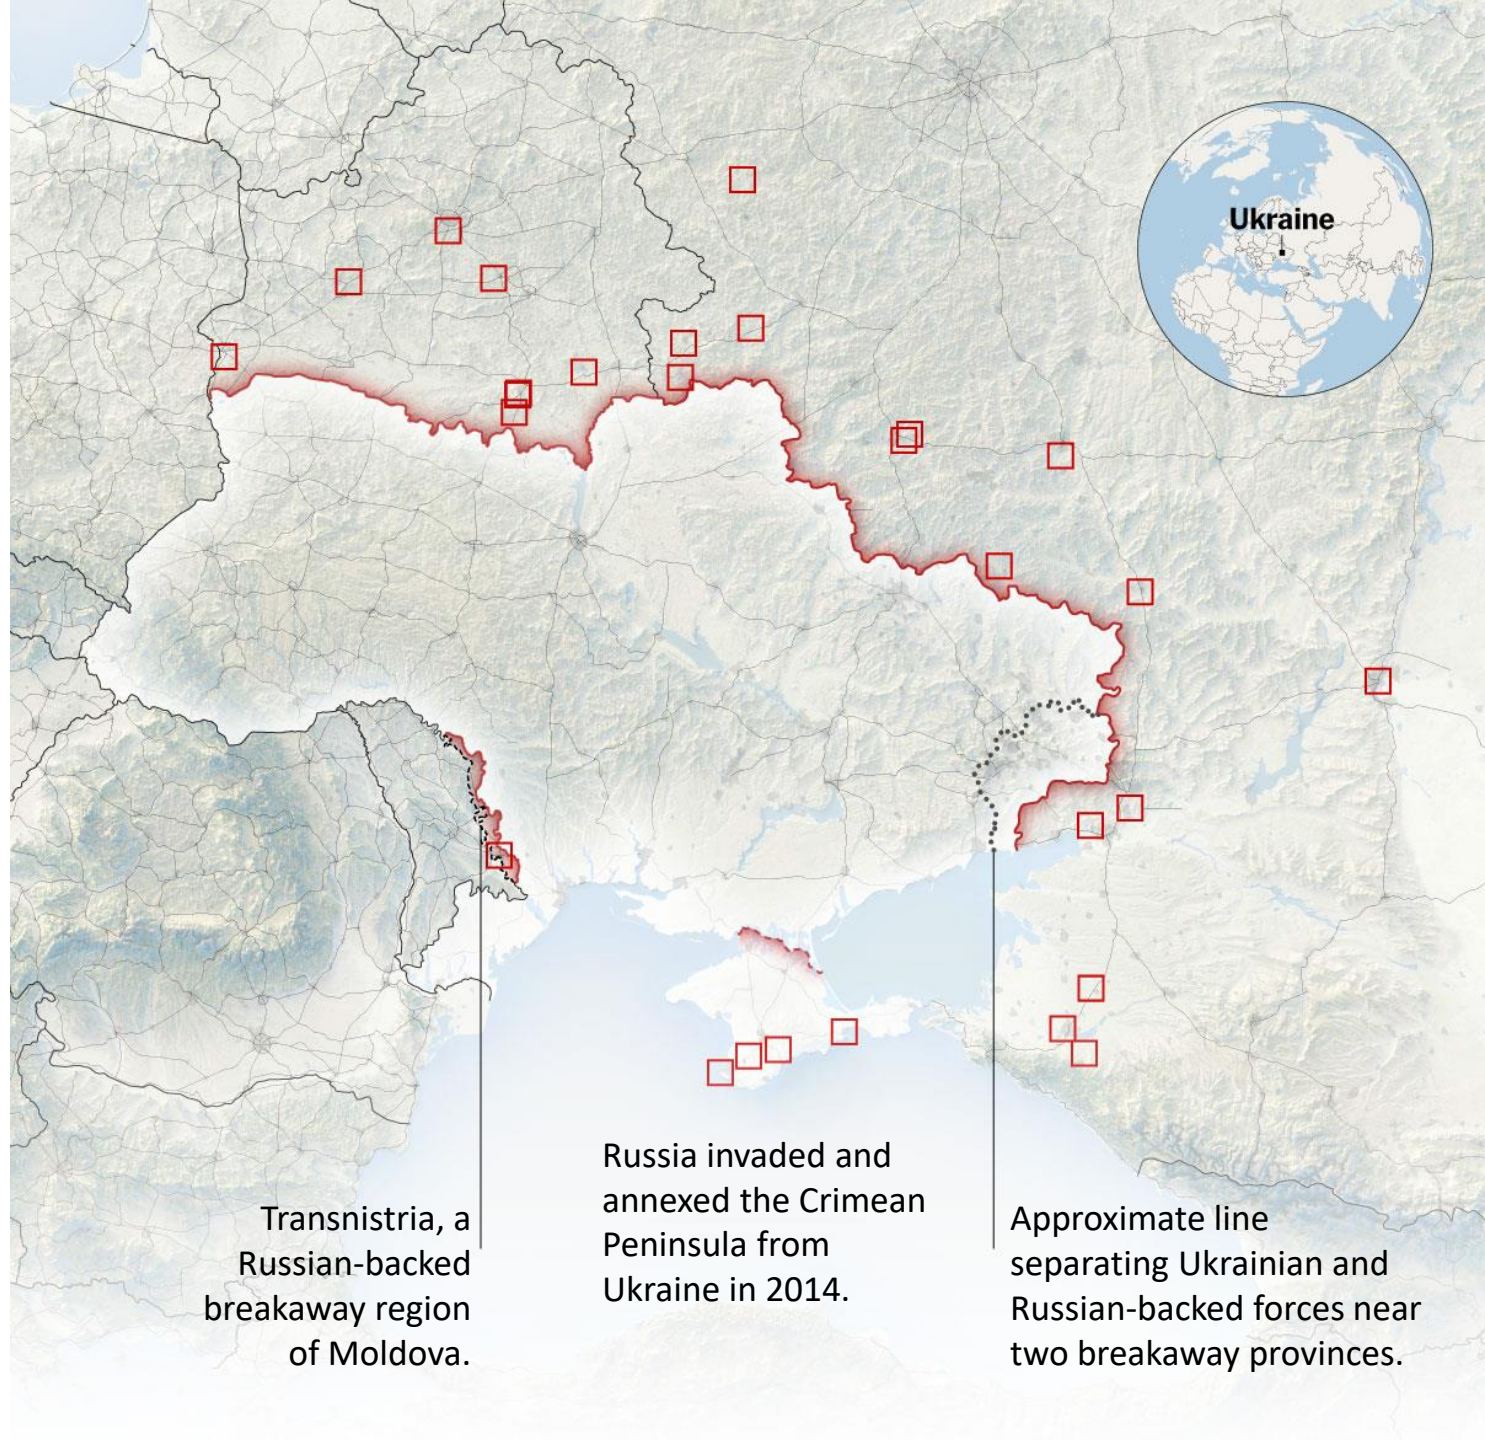 Ukraine
Transnistria, a
Russian-backed
breakaway region
of Moldova.
Russia invaded and
annexed the Crimean
Peninsula from
Ukraine in 2014.
Approximate line
separating Ukrainian and
Russian-backed forces near
two breakaway provinces.